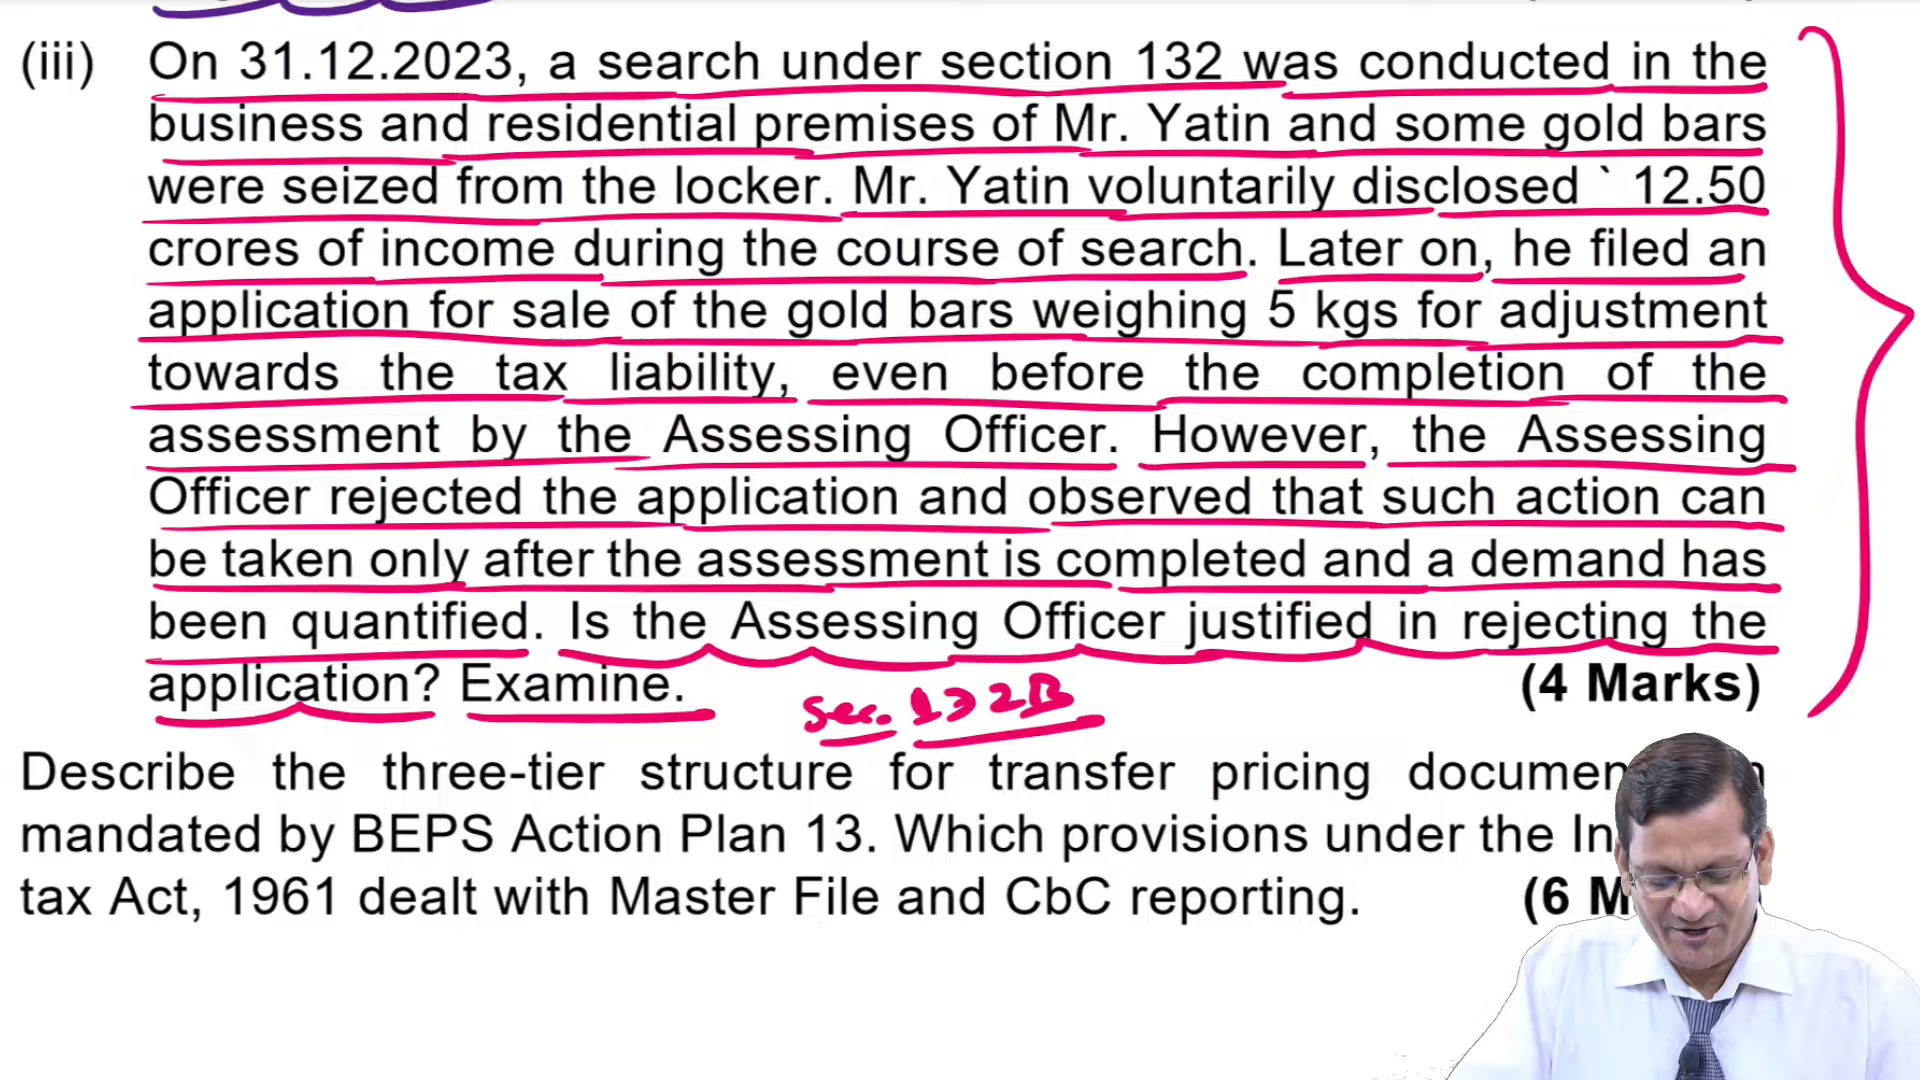 (iii) On 31.12.2023, a search under section 132 was conducted in the
business and residential premises of Mr. Yatin and some gold bars
were seized from the locker. Mr. Yatin voluntarily disclosed ` 12.50
crores of income during the course of search. Later on, he filed an
application for sale of the gold bars weighing 5 kgs for adjustment
towards the tax liability, even before the completion of the
assessment by the Assessing Officer. However, the Assessing
Officer rejected the application and observed that such action can
be taken only after the assessment is completed and a demand has
been quantified. Is the Assessing Officer justified in rejecting the
application? Examine. (4 Marks)
Sec. 132B
Describe the three-tier structure for transfer pricing documen
mandated by BEPS Action Plan 13. Which provisions under the In
tax Act, 1961 dealt with Master File and CbC reporting. (6 M